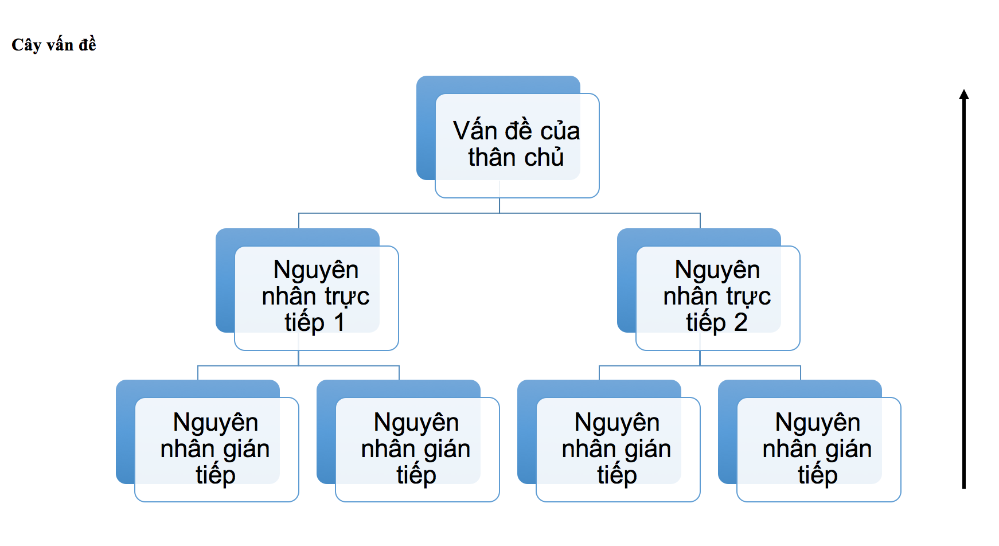 Cây vấn đề
Vấn đề của
thân chủ
Nguyên
nhân trực
tiếp 1
Nguyên
nhân trực
tiếp 2
Nguyên
nhân gián
tiếp
Nguyên
nhân gián
tiếp
Nguyên
nhân gián
tiếp
Nguyên
nhân gián
tiếp